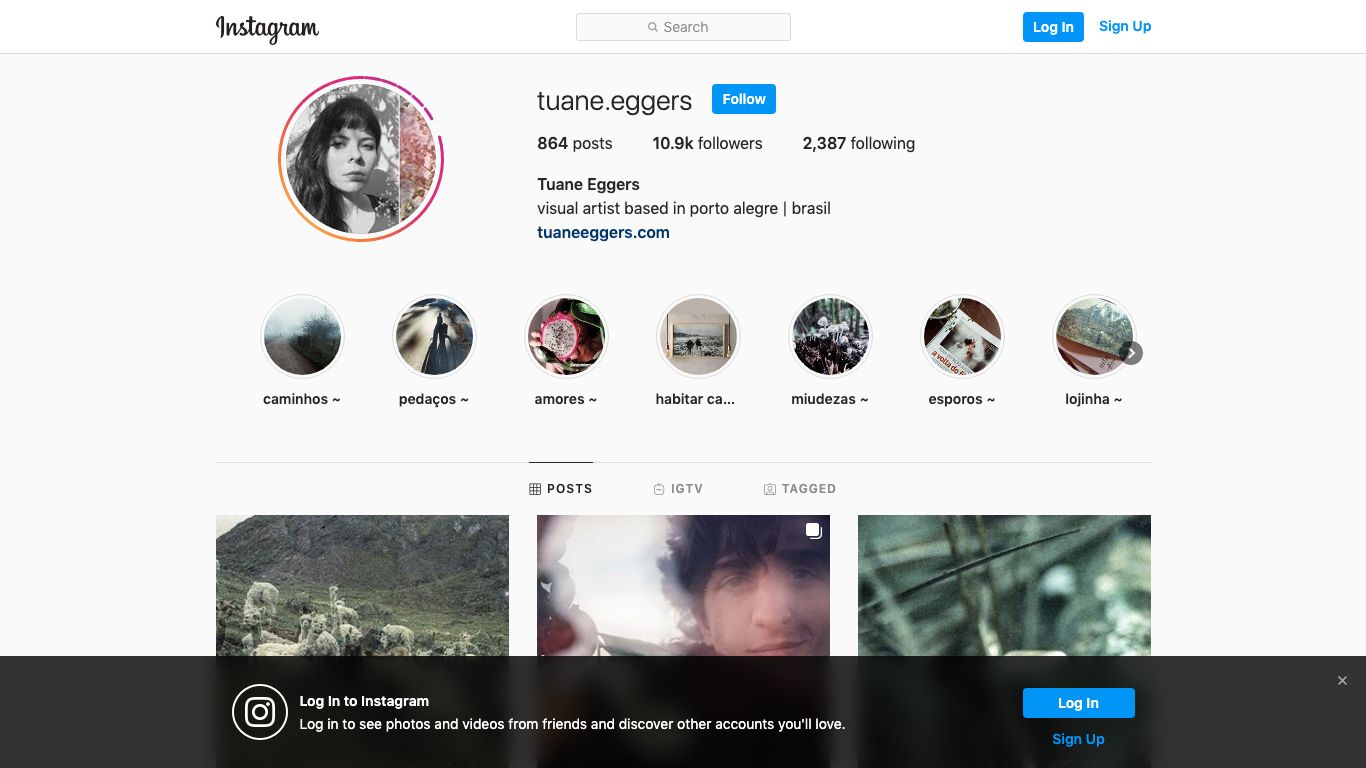 Instagram
Search
Log In
Sign Up
tuane.eggers
Follow
864 posts
10.9k followers
2,387 following
Tuane Eggers
visual artist based in porto alegre | brasil
tuaneeggers.com
caminhos ~
pedaços ~
amores ~
habitar ca...
miudezas ~
esporos ~
lojinha ~
POSTS
IGTV
TAGGED
Log In to Instagram
Log in to see photos and videos from friends and discover other accounts you'll love.
Log In
Sign Up